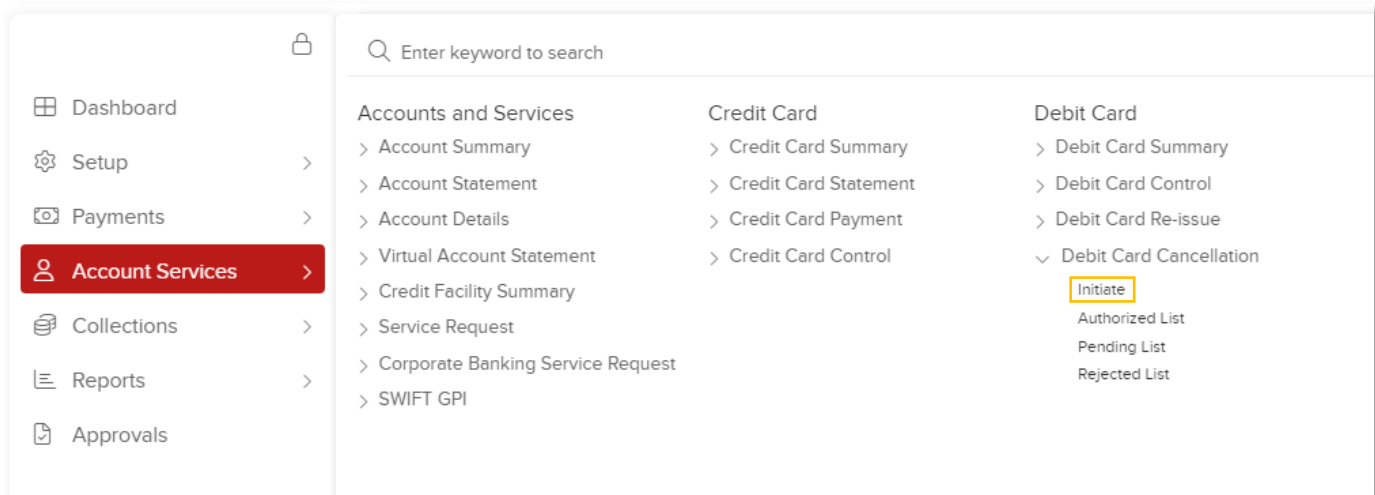 Dashboard
Setup
Payments
Account Services
Collections
Reports
Approvals
Enter keyword to search
Accounts and Services
Account Summary
Account Statement
Account Details
Virtual Account Statement
Credit Facility Summary
Service Request
Corporate Banking Service Request
SWIFT GPI
Credit Card
Credit Card Summary
Credit Card Statement
Credit Card Payment
Credit Card Control
Debit Card
Debit Card Summary
Debit Card Control
Debit Card Re-issue
Debit Card Cancellation
Initiate
Authorized List
Pending List
Rejected List